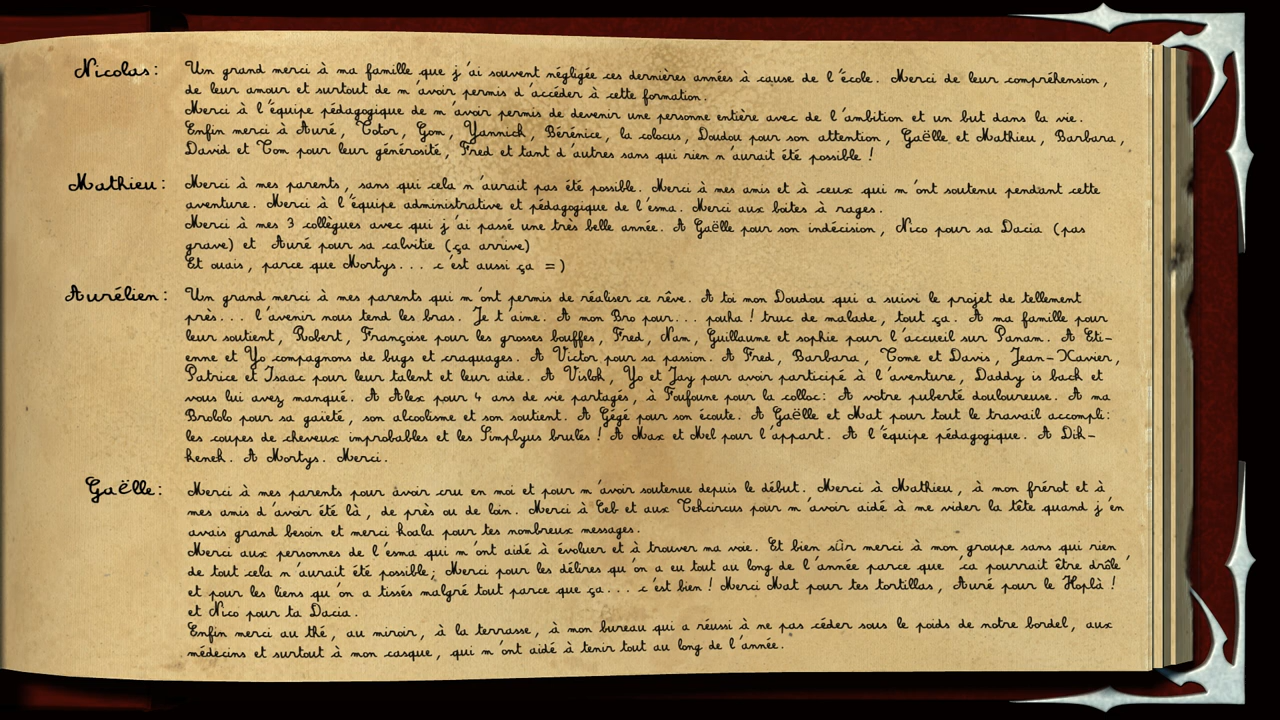 Nicolas : Un grand merci à ma famille que j'ai souvent négligée ces dernières années à cause de l'école. Merci de leur compréhension,
de leur amour et surtout de m'avoir permis d'accéder à cette formation.
Merci à l'équipe pédagogique de m'avoir permis de devenir une personne entière avec de l'ambition et un but dans la vie.
Enfin merci à Auré, Totor, Gom, Yannick, Bérénice, la colocus, Doudou pour son attention, Gaëlle et Mathieu, Barbara,
David et Tom pour leur générosité, Fred et tant d'autres sans qui rien n'aurait été possible !
Mathieu : Merci à mes parents, sans qui cela n'aurait pas été possible. Merci à mes amis et à ceux qui m'ont soutenu pendant cette
aventure. Merci à l'équipe administrative et pédagogique de l'esma. Merci aux boites à rages.
Merci à mes 3 collègues avec qui j'ai passé une très belle année. A Gaëlle pour son indécision, Nico pour sa Dacia (pas
grave) et Auré pour sa calvitie (ça arrive)
Et ouais, parce que Mortys... c'est aussi ça =)
Aurélien : Un grand merci à mes parents qui m'ont permis de réaliser ce rêve. A toi mon Doudou qui a suivi le projet de tellement
près... l'avenir nous tend les bras. Je t'aime. A mon Bro pour... pouha ! truc de malade, tout ça. A ma famille pour
leur soutient, Robert, Françoise pour les grosses bouffes, Fred, Nam, Guillaume et sophie pour l'accueil sur Panam. A Eti-
enne et Yo compagnons de bugs et craquages. A Victor pour sa passion. A Fred, Barbara, Tome et Davis, Jean-Xavier,
Patrice et Isaac pour leur talent et leur aide. A Visloh, Yo et Jay pour avoir participé à l'aventure, Daddy is back et
vous lui avez manqué. A Alex pour 4 ans de vie partagés, à Foufoune pour la colloc: A votre puberté douloureuse. A ma
Brololo pour sa gaieté, son alcoolisme et son soutient. A Gégé pour son écoute. A Gaëlle et Mat pour tout le travail accompli:
les coupes de cheveux improbables et les Simplyus brulés ! A Max et Mel pour l'appart. A l'équipe pédagogique. A Dik-
kenek. A Mortys. Merci.
Gaëlle : Merci à mes parents pour avoir cru en moi et pour m'avoir soutenue depuis le début. Merci à Mathieu, à mon frérot et à
mes amis d'avoir été là, de près ou de loin. Merci à Ceb et aux Tekcircus pour m'avoir aidé à me vider la tête quand j'en
avais grand besoin et merci koala pour tes nombreux messages.
Merci aux personnes de l'esma qui m'ont aidé à évoluer et à trouver ma voie. Et bien sûr merci à mon groupe sans qui rien
de tout cela n'aurait été possible; Merci pour les délires qu'on a eu tout au long de l'année parce que 'ca pourrait être drôle'
et pour les liens qu'on a tissés malgré tout parce que ça... c'est bien ! Merci Mat pour tes tortillas, Auré pour le Hoplà !
et Nico pour ta Dacia.
Enfin merci au thé, au miroir, à la terrasse, à mon bureau qui a réussi à ne pas céder sous le poids de notre bordel, aux
médecins et surtout à mon casque, qui m'ont aidé à tenir tout au long de l'année.